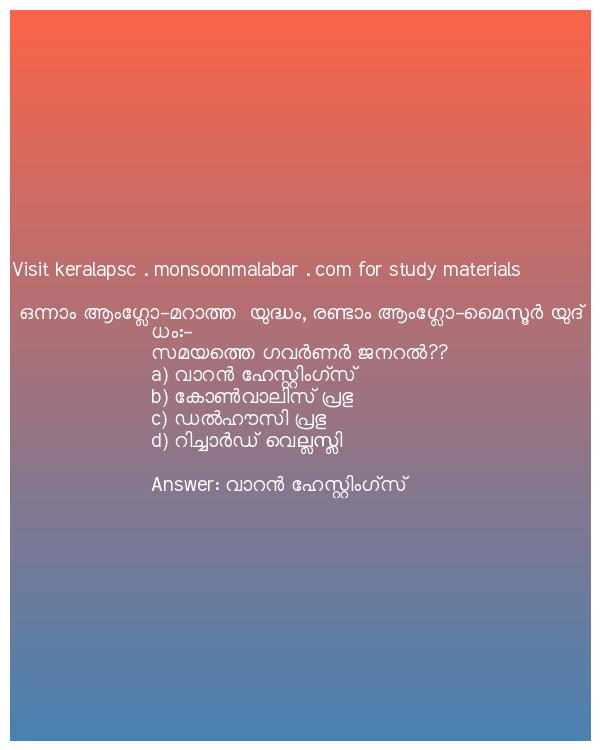 Visit keralapsc . monsoonmalabar . com for study materials
ഒന്നാം ആംഗ്ലോ-മറാത്ത യുദ്ധം, രണ്ടാം ആംഗ്ലോ-മൈസൂർ യുദ്
ധം:-
സമയത്തെ ഗവർണർ ജനറൽ??
a) വാറൻ ഹേസ്റ്റിംഗ്സ്
b) കോൺവാലിസ് പ്രഭു
c) ഡൽഹൗസി പ്രഭു
d) റിച്ചാർഡ് വെല്ലസ്ലി
Answer: വാറൻ ഹേസ്റ്റിംഗ്സ്